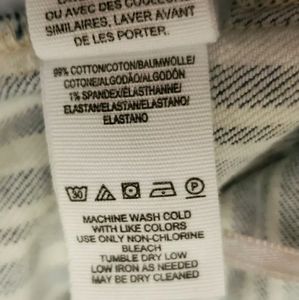 OU AVEC DES COULEURS
SIMILAIRES, LAVER AVANT
DE LES PORTER.
99% COTTON/COTON/BAUMWOLLE/
COTONE/ALGODÃO/ALGODÓN
1% SPANDEX/ÉLASTHANNE/
ELASTAN/ELASTAN/ELASTANO/
ELASTANO
30
P
MACHINE WASH COLD
WITH LIKE COLORS
USE ONLY NON-CHLORINE
BLEACH
TUMBLE DRY LOW
LOW IRON AS NEEDED
MAY BE DRY CLEANED